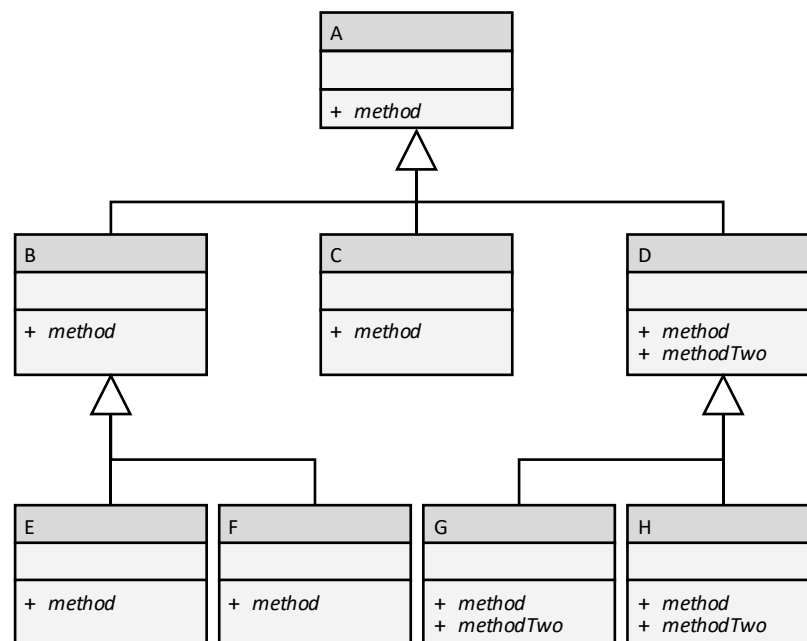 A
+ method
B
C
D
+ method
+ method
+ method
+ methodTwo
E
F
G
H
+ method
+ method
+ method
+ methodTwo
+ method
+ methodTwo